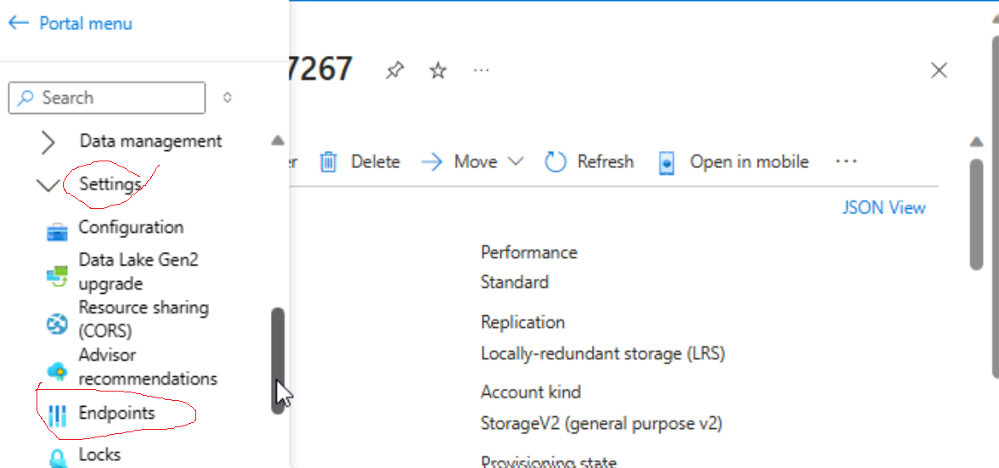 Portal menu
7267
Search
Data management
Settings
Configuration
Data Lake Gen2
upgrade
Resource sharing
(CORS)
Advisor
recommendations
Endpoints
Locks
er Delete Move Refresh Open in mobile
JSON View
Performance
Standard
Replication
Locally-redundant storage (LRS)
Account kind
StorageV2 (general purpose v2)
Provisioning state